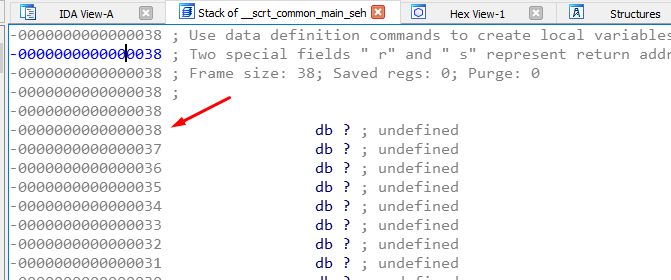 IDA View-A Stack of __scrt_common_main_seh Hex View-1 Structures
-0000000000000038 ; Use data definition commands to create local variables
-0000000000000038 ; Two special fields " r" and " s" represent return addr
-0000000000000038 ; Frame size: 38; Saved regs: 0; Purge: 0
-0000000000000038 ;
-0000000000000038
-0000000000000038 db ? ; undefined
-0000000000000037 db ? ; undefined
-0000000000000036 db ? ; undefined
-0000000000000035 db ? ; undefined
-0000000000000034 db ? ; undefined
-0000000000000033 db ? ; undefined
-0000000000000032 db ? ; undefined
-0000000000000031 db ? ; undefined
-0000000000000030 db ? ; undefined